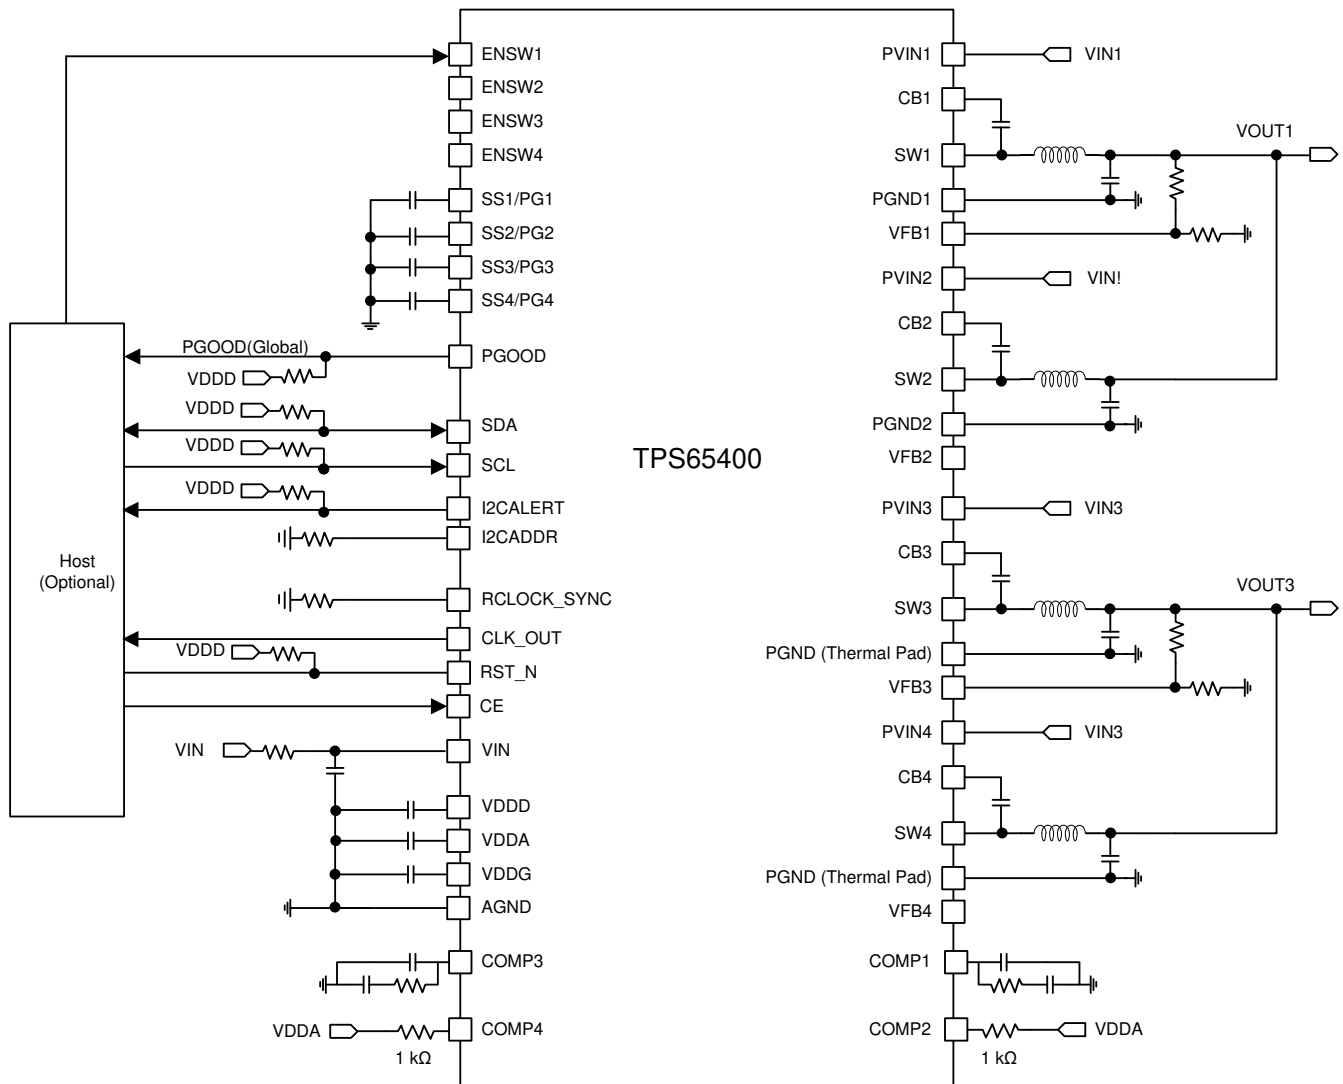 ENSW1
ENSW2
ENSW3
ENSW4
SS1/PG1
SS2/PG2
SS3/PG3
SS4/PG4
PGOOD(Global)
PGOOD
VDDD
VDDD
SDA
VDDD
SCL
VDDD
I2CALERT
I2CADDR
Host
(Optional)
RCLOCK_SYNC
CLK_OUT
VDDD
RST_N
CE
VIN
VIN
VDDD
VDDA
VDDG
AGND
COMP3
VDDA
COMP4
1 kΩ
TPS65400
PVIN1
VIN1
CB1
VOUT1
SW1
PGND1
VFB1
PVIN2
VIN!
CB2
SW2
PGND2
VFB2
PVIN3
VIN3
CB3
VOUT3
SW3
PGND (Thermal Pad)
VFB3
PVIN4
VIN3
CB4
SW4
PGND (Thermal Pad)
VFB4
COMP1
COMP2
VDDA
1 kΩ